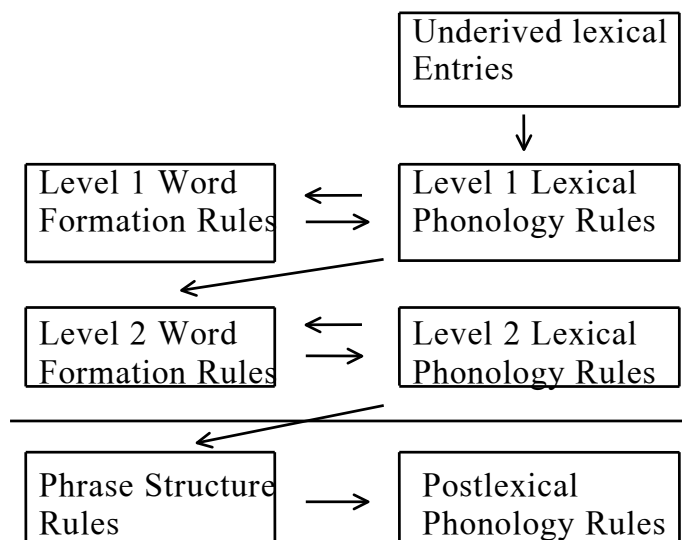 Underived lexical
Entries
Level 1 Word
Formation Rules
Level 1 Lexical
Phonology Rules
Level 2 Word
Formation Rules
Level 2 Lexical
Phonology Rules
Phrase Structure
Rules
Postlexical
Phonology Rules